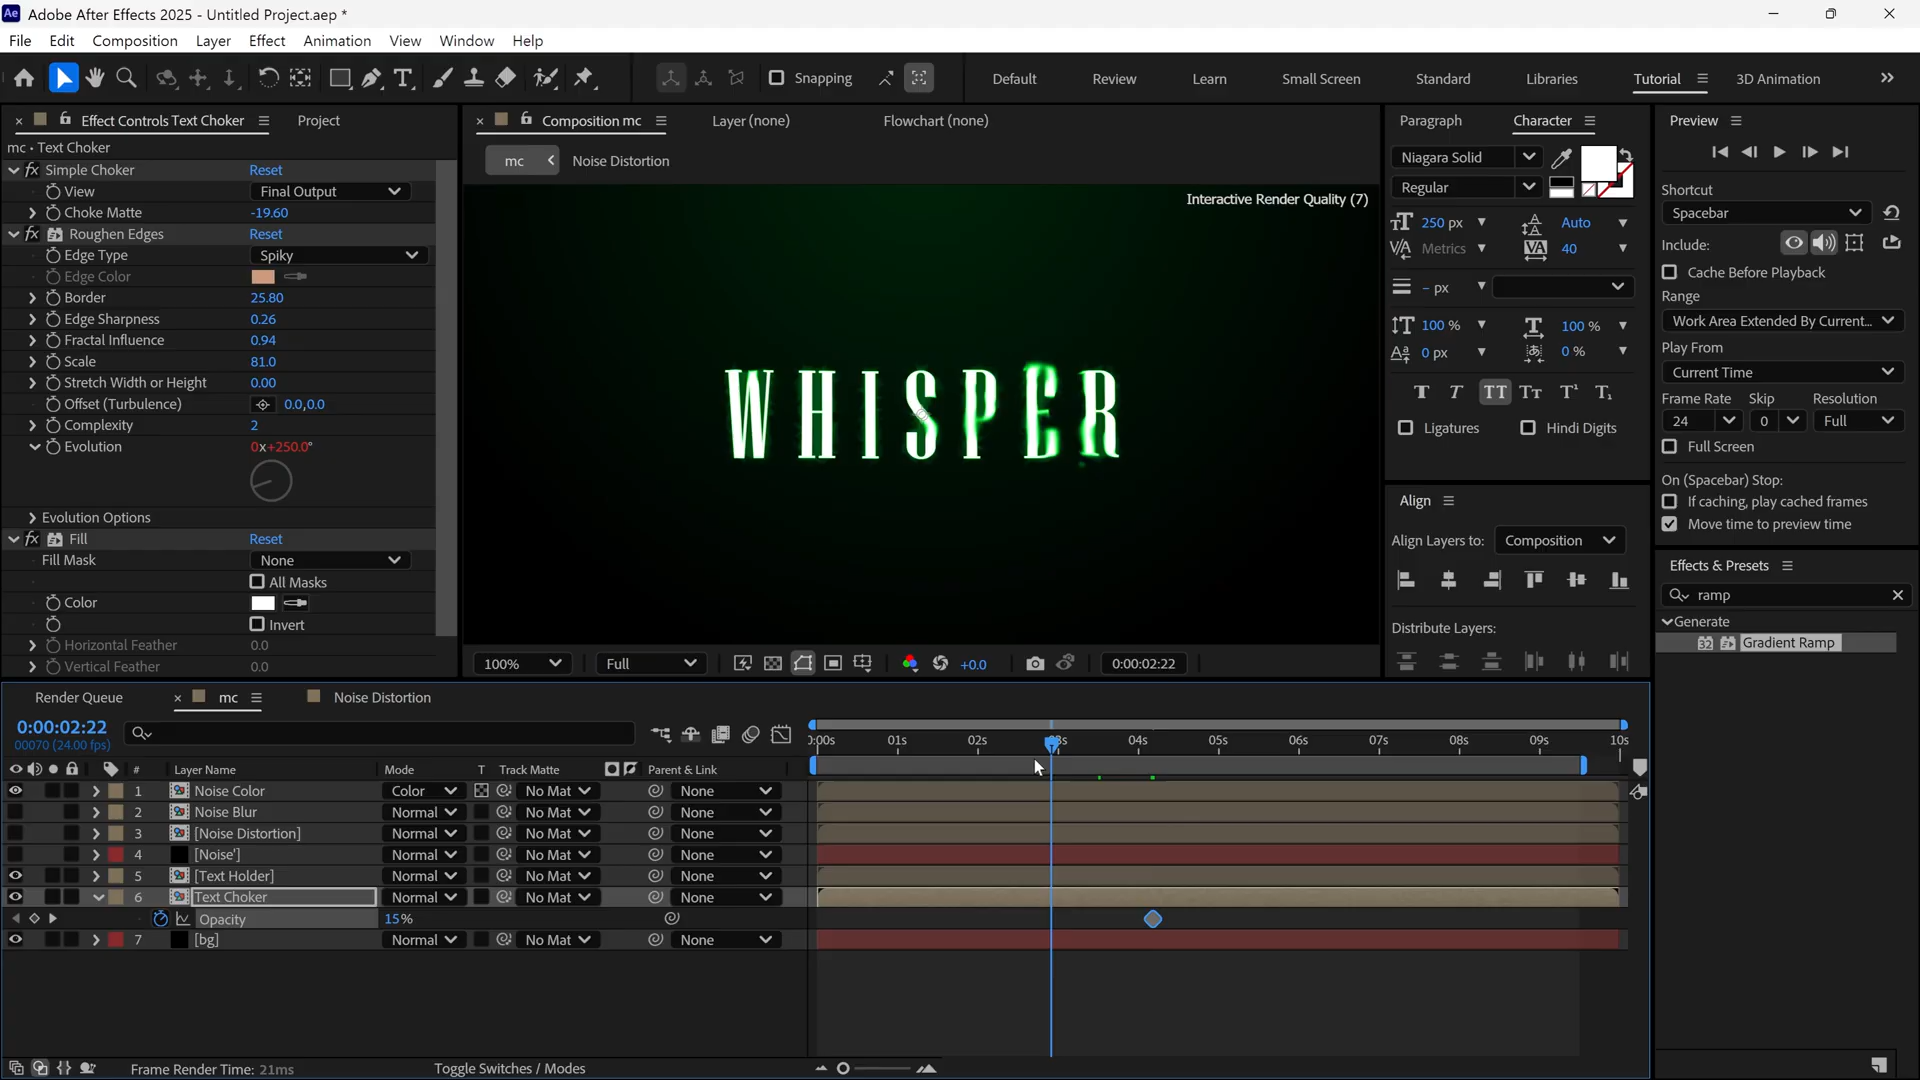 Ae Adobe After Effects 2025 - Untitled Project.aep *
File Edit Composition Layer Effect Animation View Window Help
Snapping Default Review Learn Small Screen Standard Libraries Tutorial 3D Animation
Effect Controls Text Choker Project
mc • Text Choker
fx Simple Choker Reset
View Final Output
Choke Matte -19.60
fx Roughen Edges Reset
Edge Type Spiky
Edge Color
Border 25.80
Edge Sharpness 0.26
Fractal Influence 0.94
Scale 81.0
Stretch Width or Height 0.00
Offset (Turbulence) 0.0,0.0
Complexity 2
Evolution 0x+250.0°
Evolution Options
fx Fill Reset
Fill Mask None
All Masks
Color
Invert
Horizontal Feather 0.0
Vertical Feather 0.0
Composition mc Layer (none) Flowchart (none)
mc Noise Distortion
Interactive Render Quality (7)
WHISPER
100% Full +0.0 0:00:02:22
Paragraph Character
Niagara Solid
Regular
250 px Auto
Metrics 40
- px
100 % 100 %
0 px 0 %
T T TT Tт T¹ T₁
Ligatures Hindi Digits
Align
Align Layers to: Composition
Distribute Layers:
Preview
Shortcut
Spacebar
Include:
Cache Before Playback
Range
Work Area Extended By Current...
Play From
Current Time
Frame Rate Skip Resolution
24 0 Full
Full Screen
On (Spacebar) Stop:
If caching, play cached frames
Move time to preview time
Effects & Presets
ramp
Generate
32 Gradient Ramp
Render Queue mc Noise Distortion
0:00:02:22
00070 (24.00 fps)
:00s 01s 02s 3s 04s 05s 06s 07s 08s 09s 10s
# Layer Name Mode T Track Matte Parent & Link
1 Noise Color Color No Mat None
2 Noise Blur Normal No Mat None
3 [Noise Distortion] Normal No Mat None
4 [Noise'] Normal No Mat None
5 [Text Holder] Normal No Mat None
6 Text Choker Normal No Mat None
Opacity 15%
7 [bg] Normal No Mat None
Frame Render Time: 21ms Toggle Switches / Modes